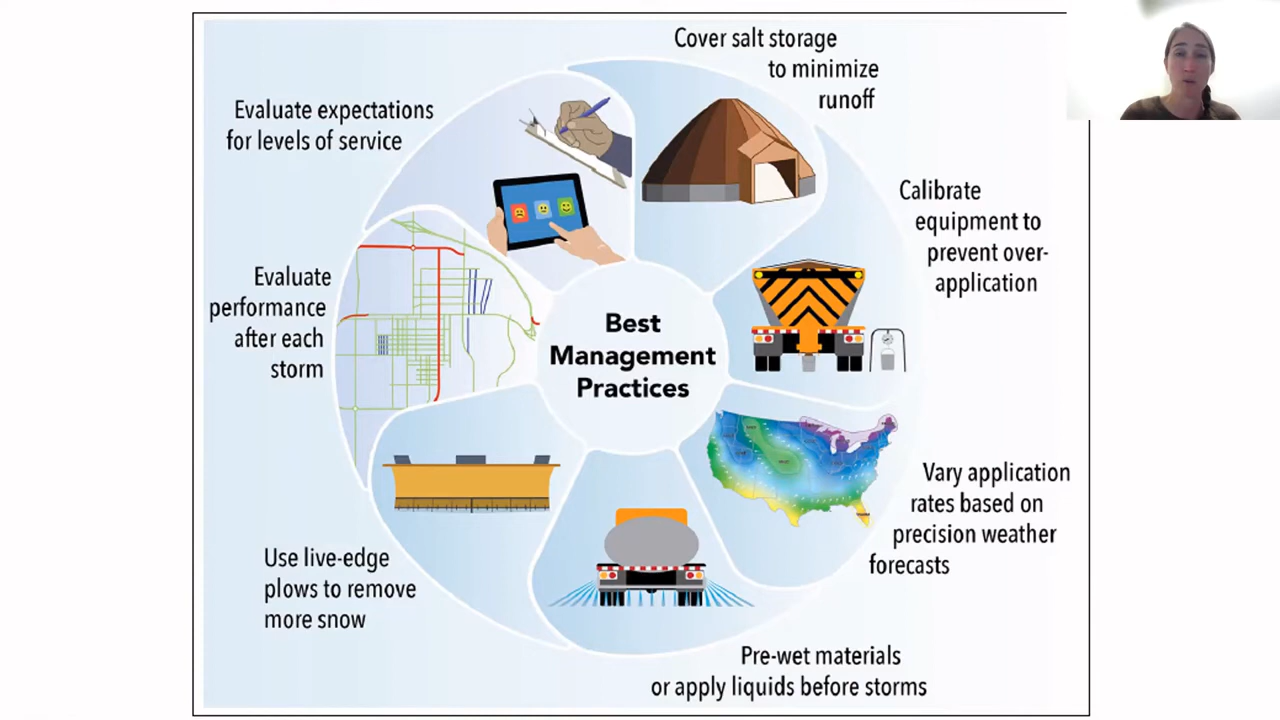 Cover salt storage
to minimize
runoff
Calibrate
equipment to
prevent over-
application
Vary application
rates based on
precision weather
forecasts
Pre-wet materials
or apply liquids before storms
Use live-edge
plows to remove
more snow
Evaluate
performance
after each
storm
Evaluate expectations
for levels of service
Best
Management
Practices